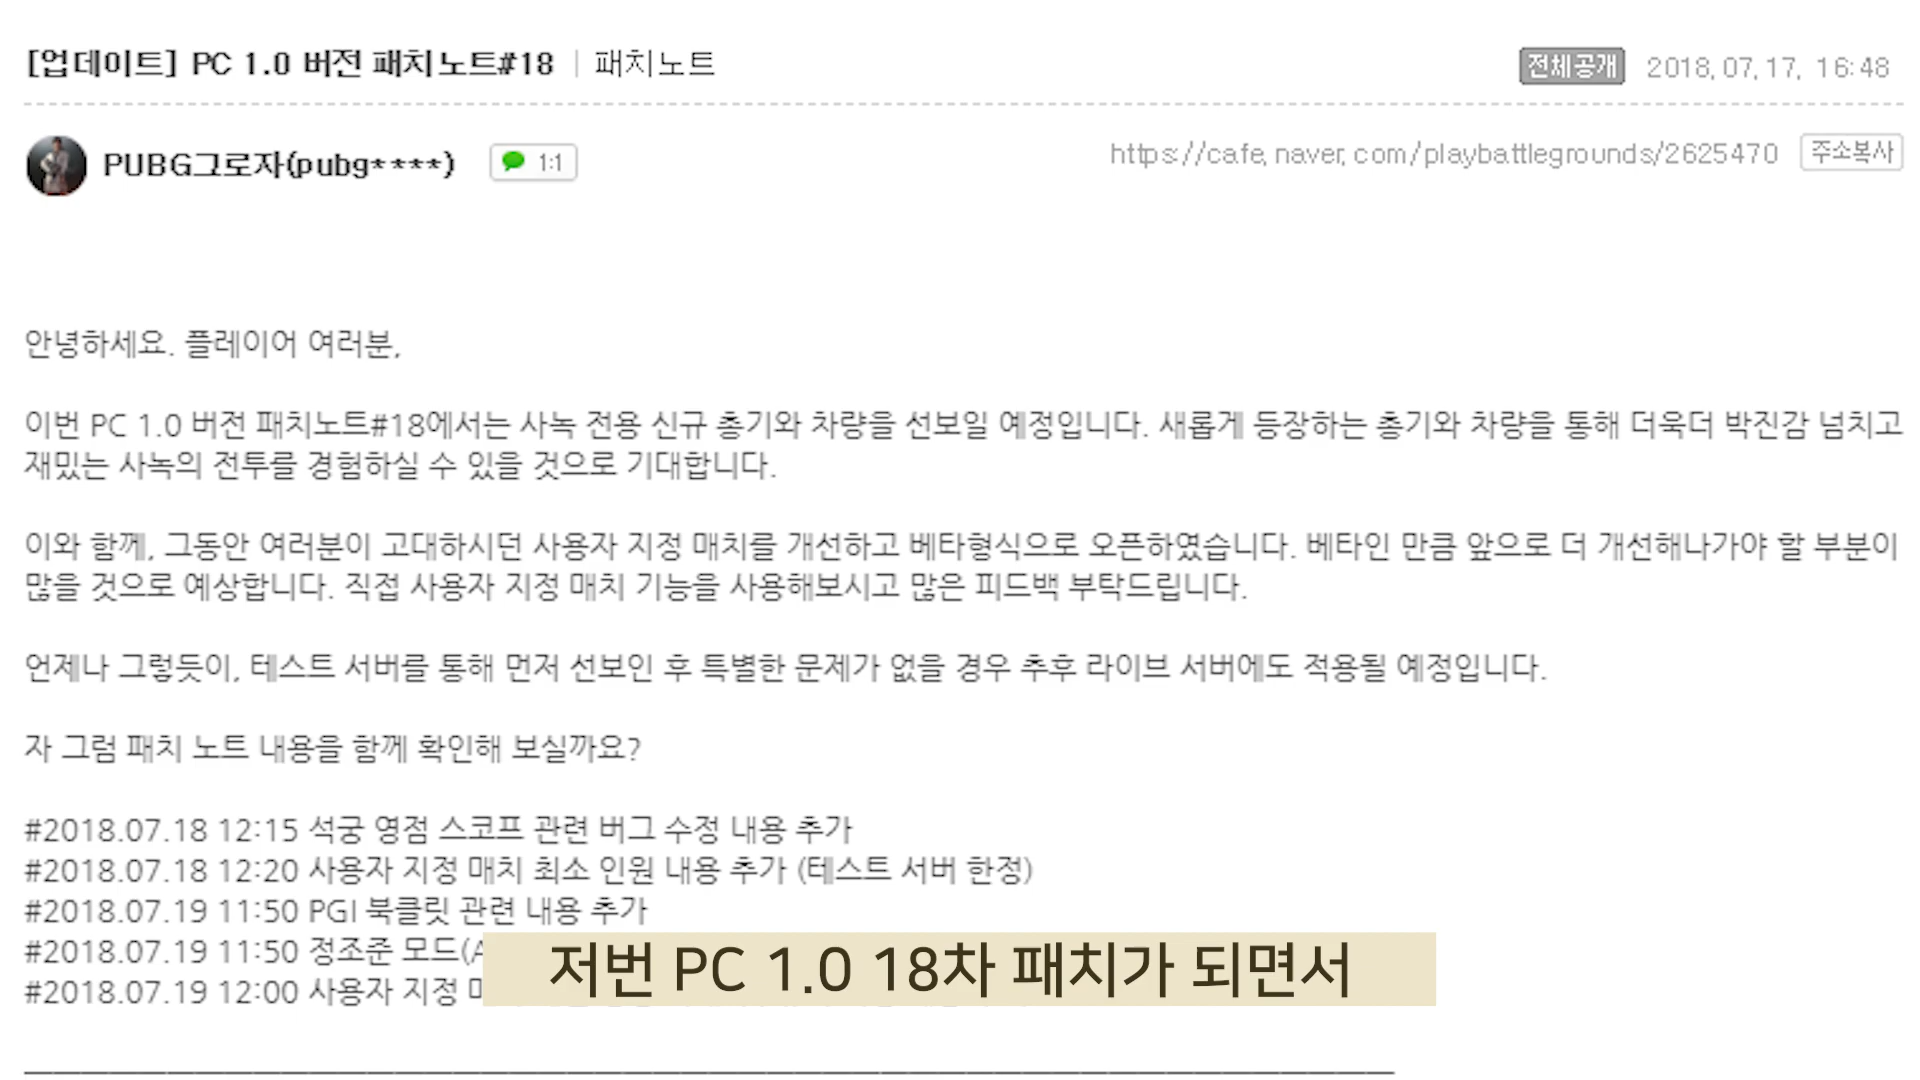 [업데이트] PC 1.0 버전 패치노트#18 | 패치노트 전체공개 2018.07.17. 16:48
PUBG그로자(pubg****) 1:1 https://cafe.naver.com/playbattlegrounds/2625470 주소복사
안녕하세요. 플레이어 여러분,
이번 PC 1.0 버전 패치노트#18에서는 사녹 전용 신규 총기와 차량을 선보일 예정입니다. 새롭게 등장하는 총기와 차량을 통해 더욱더 박진감 넘치고
재밌는 사녹의 전투를 경험하실 수 있을 것으로 기대합니다.
이와 함께, 그동안 여러분이 고대하시던 사용자 지정 매치를 개선하고 베타형식으로 오픈하였습니다. 베타인 만큼 앞으로 더 개선해나가야 할 부분이
많을 것으로 예상합니다. 직접 사용자 지정 매치 기능을 사용해보시고 많은 피드백 부탁드립니다.
언제나 그렇듯이, 테스트 서버를 통해 먼저 선보인 후 특별한 문제가 없을 경우 추후 라이브 서버에도 적용될 예정입니다.
자 그럼 패치 노트 내용을 함께 확인해 보실까요?
#2018.07.18 12:15 석궁 영점 스코프 관련 버그 수정 내용 추가
#2018.07.18 12:20 사용자 지정 매치 최소 인원 내용 추가 (테스트 서버 한정)
#2018.07.19 11:50 PGI 북클릿 관련 내용 추가
#2018.07.19 11:50 정조준 모드(A
#2018.07.19 12:00 사용자 지정
저번 PC 1.0 18차 패치가 되면서